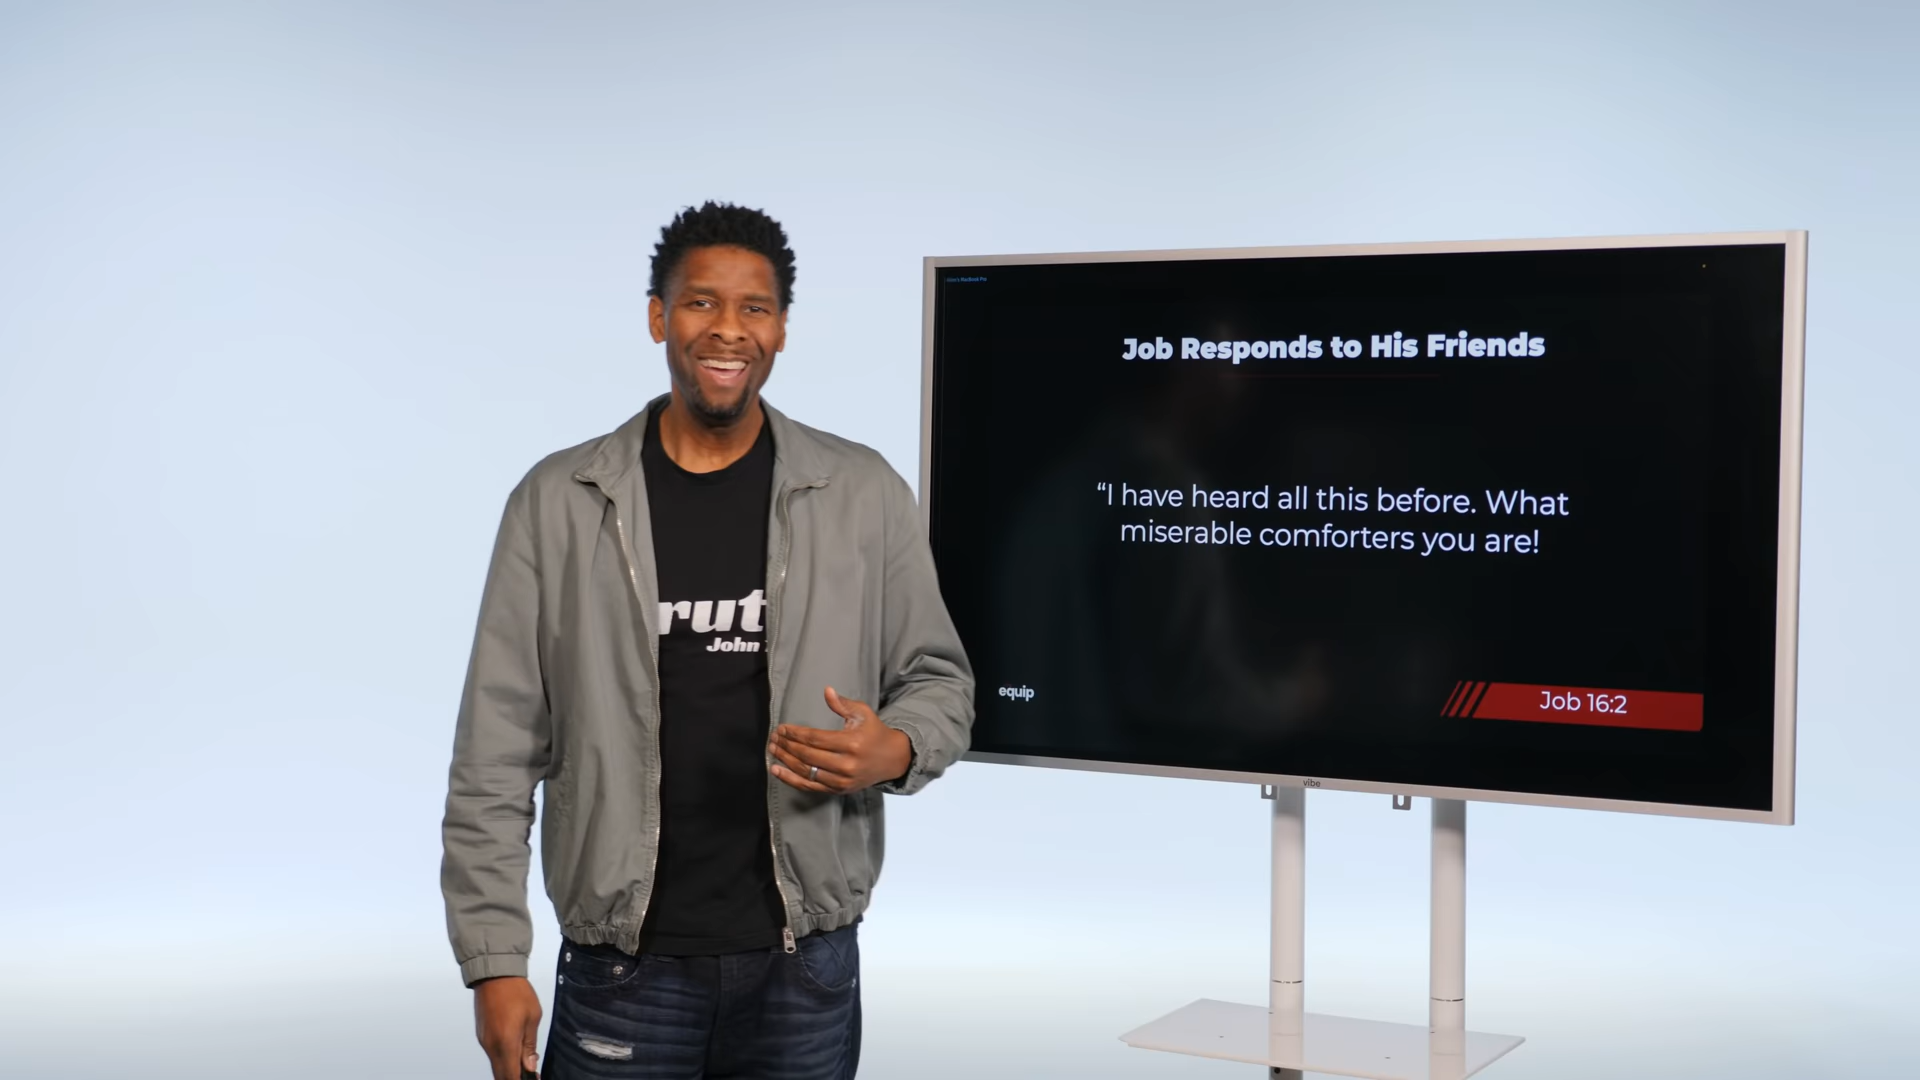 Job Responds to His Friends
“I have heard all this before. What
miserable comforters you are!
equip
Job 16:2
vibe
rut
John